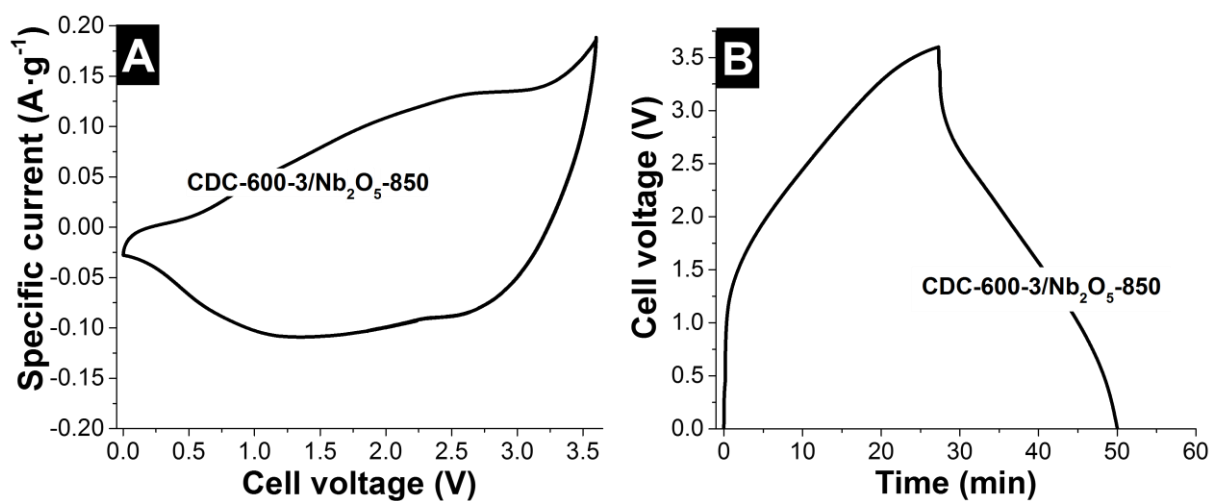 A
Specific current (A·g⁻¹)
0.20
0.15
0.10
0.05
0.00
-0.05
-0.10
-0.15
-0.20
CDC-600-3/Nb₂O₅-850
0.0 0.5 1.0 1.5 2.0 2.5 3.0 3.5
Cell voltage (V)
B
Cell voltage (V)
3.5
3.0
2.5
2.0
1.5
1.0
0.5
0.0
CDC-600-3/Nb₂O₅-850
0 10 20 30 40 50 60
Time (min)